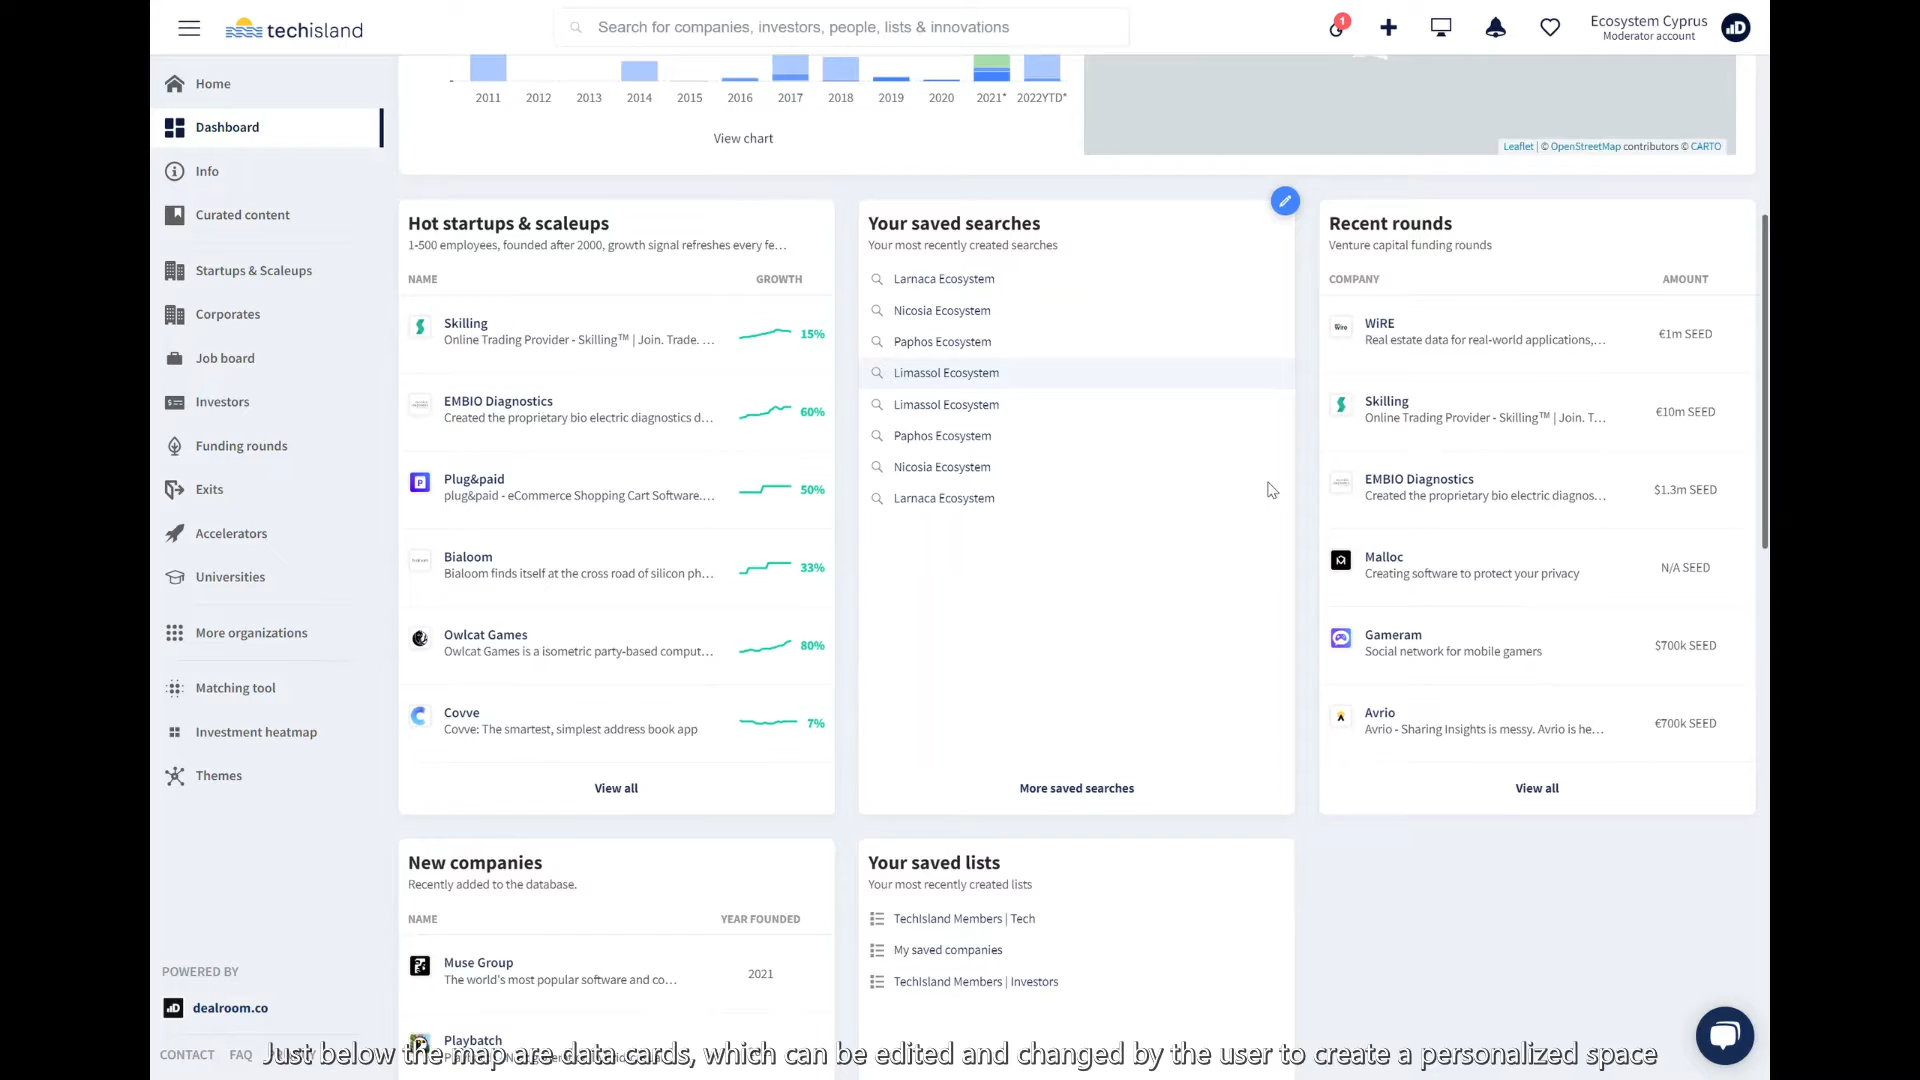 techisland
Search for companies, investors, people, lists & innovations
1
Ecosystem Cyprus
Moderator account
Home
Dashboard
Info
Curated content
Startups & Scaleups
Corporates
Job board
Investors
Funding rounds
Exits
Accelerators
Universities
More organizations
Matching tool
Investment heatmap
Themes
POWERED BY
dealroom.co
CONTACT FAQ
2011 2012 2013 2014 2015 2016 2017 2018 2019 2020 2021* 2022YTD*
View chart
Leaflet | © OpenStreetMap contributors © CARTO
Hot startups & scaleups
1-500 employees, founded after 2000, growth signal refreshes every fe...
NAME GROWTH
Skilling
Online Trading Provider - Skilling™ | Join. Trade. ...
15%
EMBIO Diagnostics
Created the proprietary bio electric diagnostics d...
60%
Plug&paid
plug&paid - eCommerce Shopping Cart Software....
50%
Bialoom
Bialoom finds itself at the cross road of silicon ph...
33%
Owlcat Games
Owlcat Games is a isometric party-based comput...
80%
Covve
Covve: The smartest, simplest address book app
7%
View all
Your saved searches
Your most recently created searches
Larnaca Ecosystem
Nicosia Ecosystem
Paphos Ecosystem
Limassol Ecosystem
Limassol Ecosystem
Paphos Ecosystem
Nicosia Ecosystem
Larnaca Ecosystem
More saved searches
Recent rounds
Venture capital funding rounds
COMPANY AMOUNT
WiRE
Real estate data for real-world applications,...
€1m SEED
Skilling
Online Trading Provider - Skilling™ | Join. T...
€10m SEED
EMBIO Diagnostics
Created the proprietary bio electric diagnos...
$1.3m SEED
Malloc
Creating software to protect your privacy
N/A SEED
Gameram
Social network for mobile gamers
$700k SEED
Avrio
Avrio - Sharing Insights is messy. Avrio is he...
€700k SEED
View all
New companies
Recently added to the database.
NAME YEAR FOUNDED
Muse Group
The world's most popular software and co...
2021
Playbatch
Your saved lists
Your most recently created lists
TechIsland Members | Tech
My saved companies
TechIsland Members | Investors
Just below the map are data cards, which can be edited and changed by the user to create a personalized space